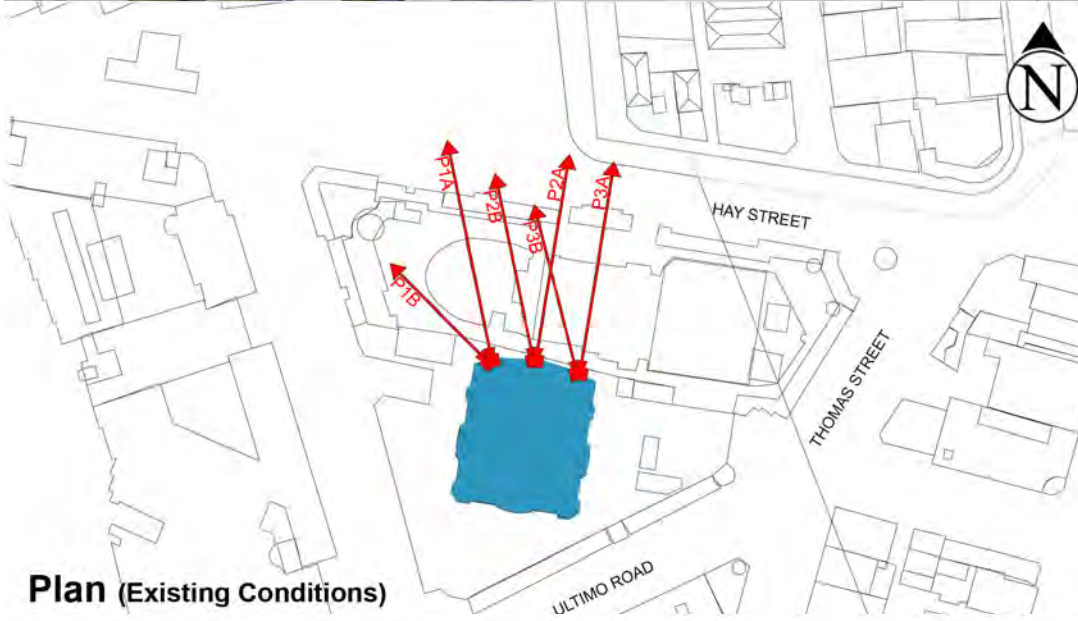 N
P1A
P2B
P2A
P3A
P3B
P1B
HAY STREET
THOMAS STREET
ULTIMO ROAD
Plan (Existing Conditions)